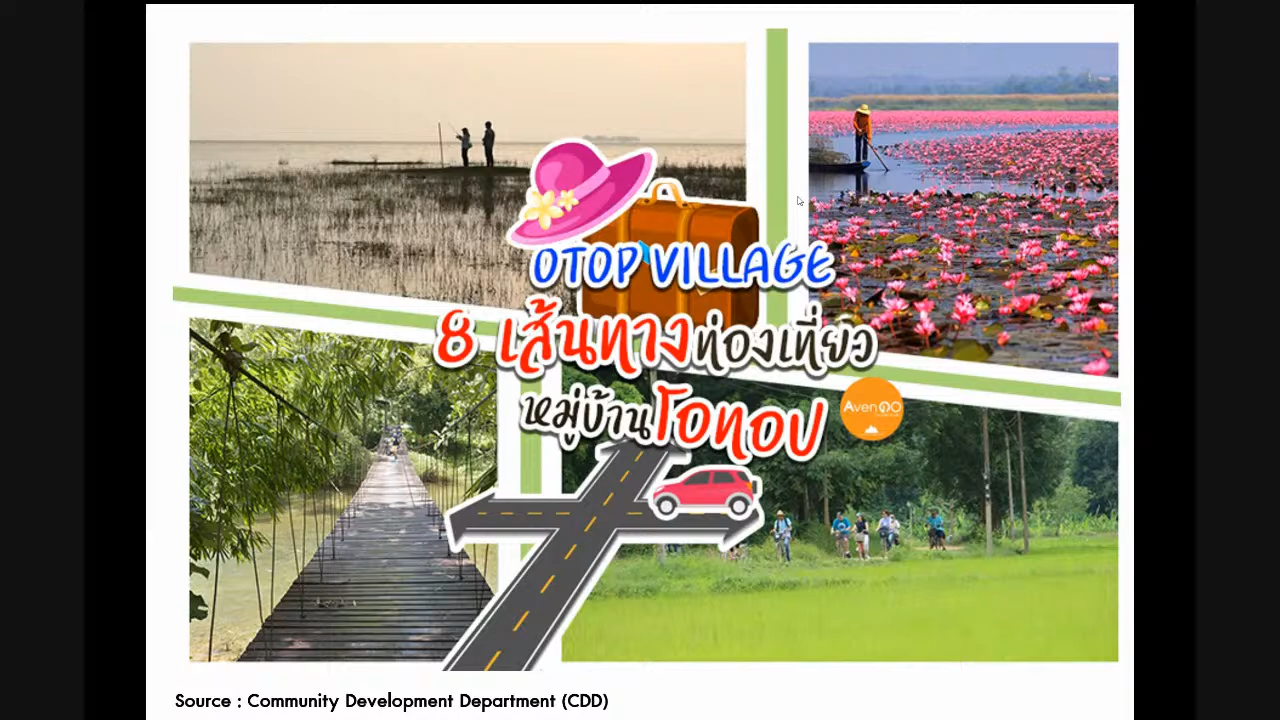 OTOP VILLAGE
8 เส้นทางท่องเที่ยว
หมู่บ้านโอทอป
Source : Community Development Department (CDD)